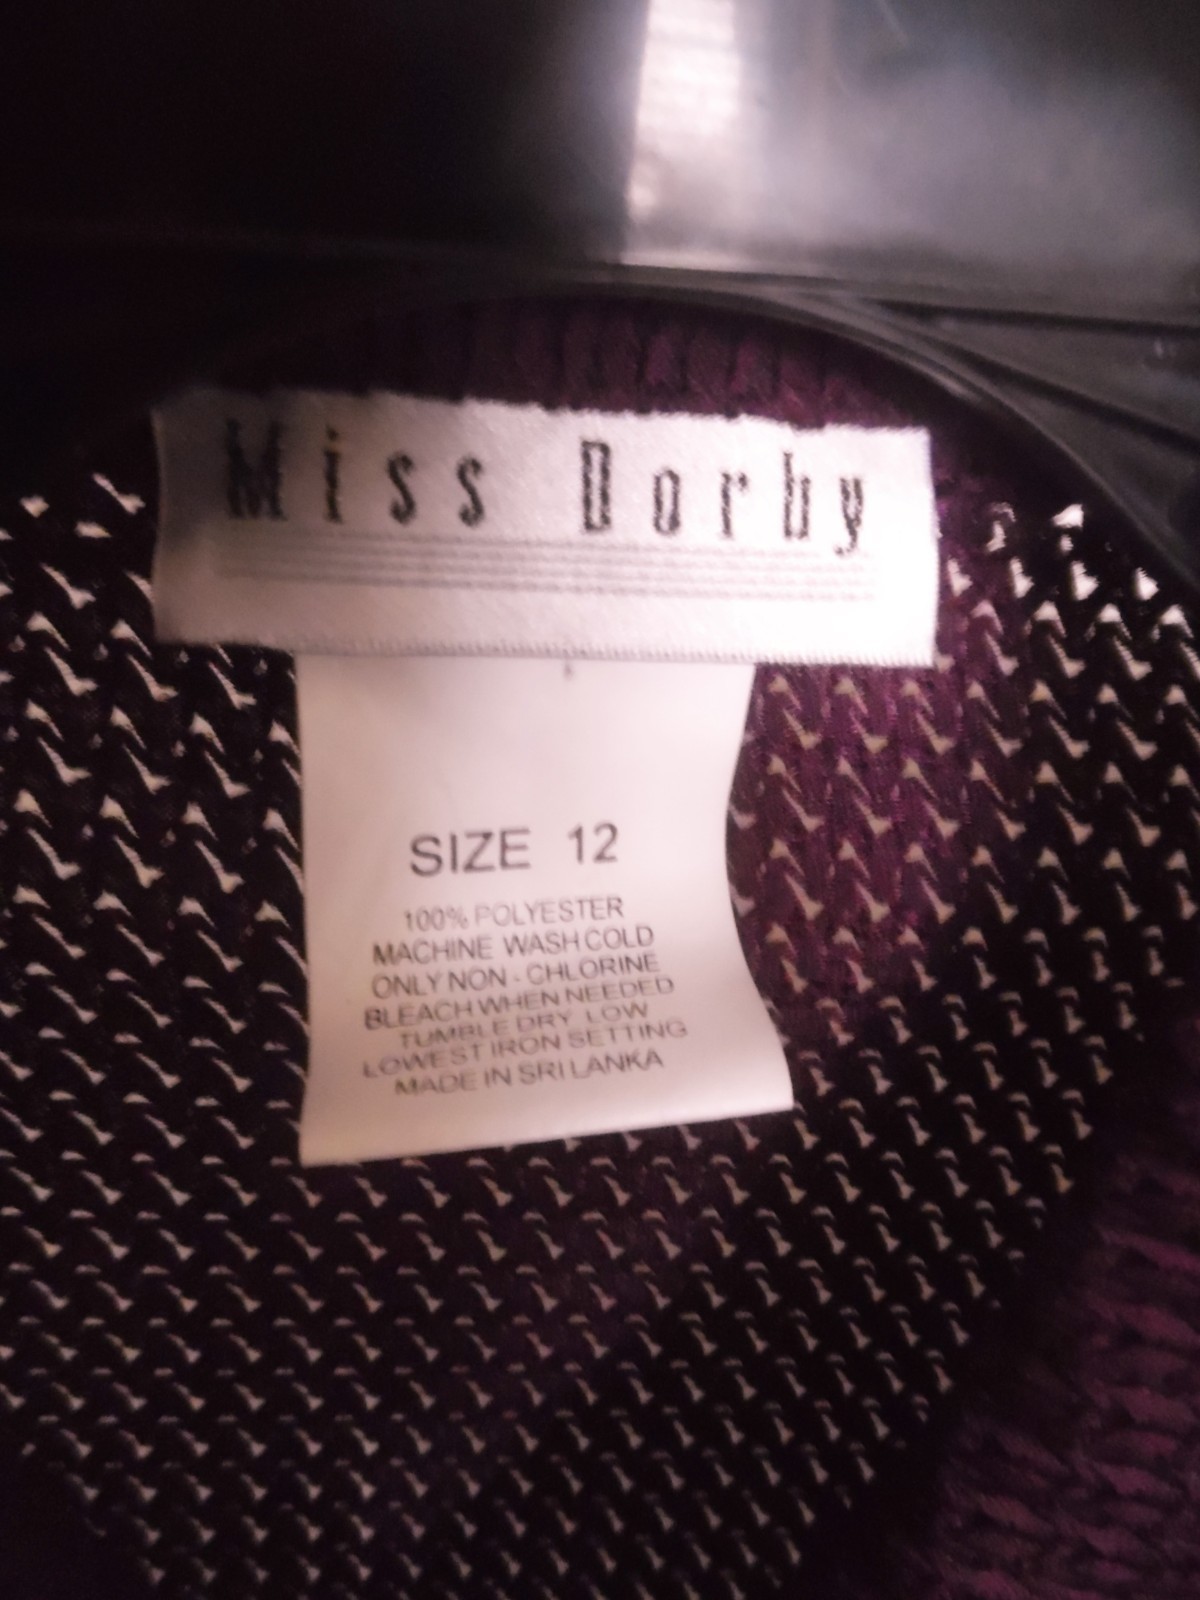 Miss Dorby
SIZE 12
100% POLYESTER
MACHINE WASH COLD
ONLY NON - CHLORINE
BLEACH WHEN NEEDED
TUMBLE DRY LOW
LOWEST IRON SETTING
MADE IN SRI LANKA